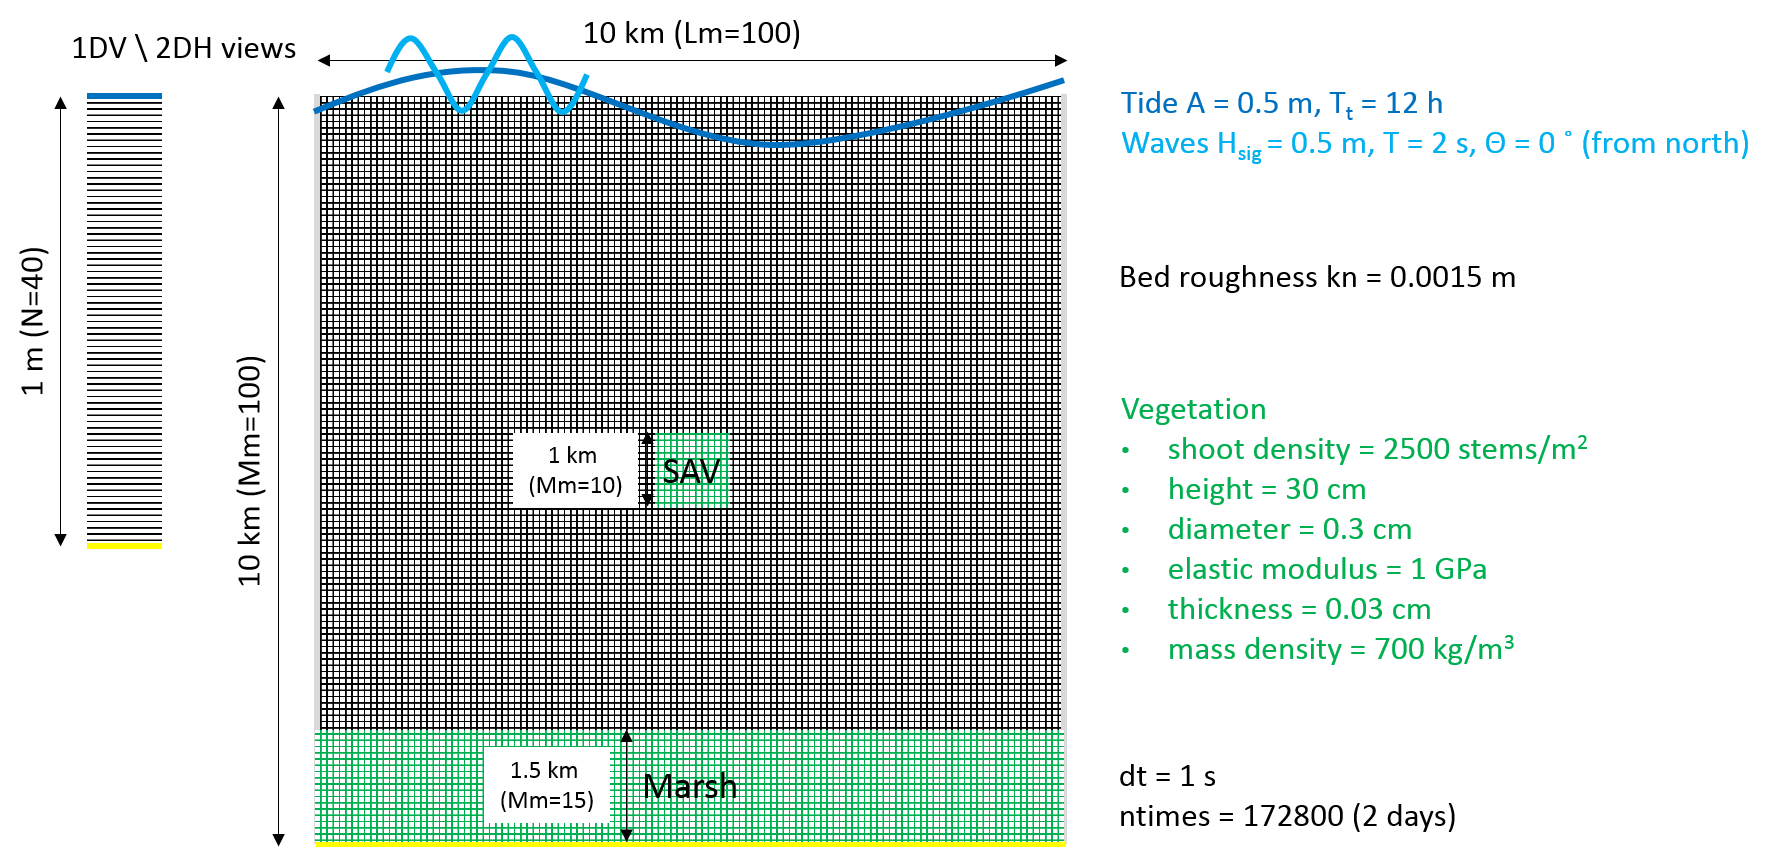 1DV \ 2DH views
10 km (Lm=100)
1 m (N=40)
10 km (Mm=100)
1 km
(Mm=10)
SAV
1.5 km
(Mm=15)
Marsh
Tide A = 0.5 m, Tt = 12 h
Waves Hsig = 0.5 m, T = 2 s, Θ = 0 ˚ (from north)
Bed roughness kn = 0.0015 m
Vegetation
• shoot density = 2500 stems/m²
• height = 30 cm
• diameter = 0.3 cm
• elastic modulus = 1 GPa
• thickness = 0.03 cm
• mass density = 700 kg/m³
dt = 1 s
ntimes = 172800 (2 days)